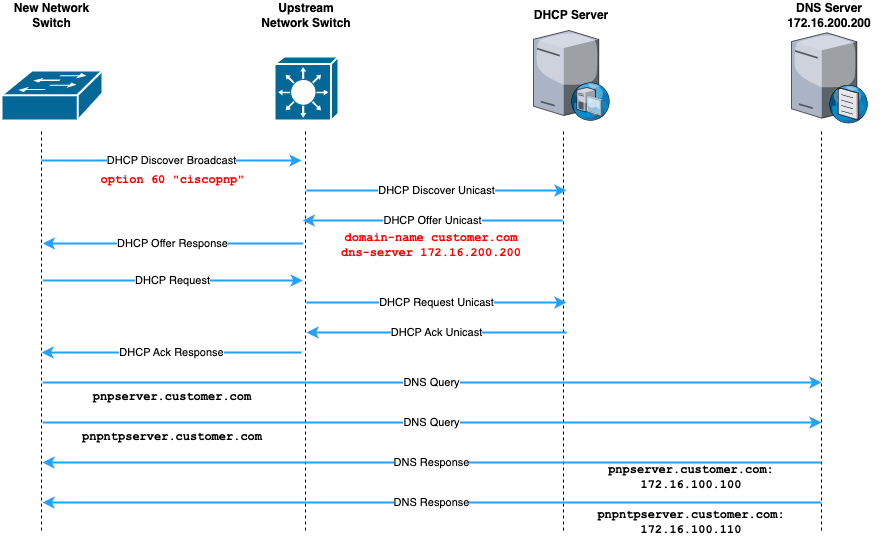 New Network
Switch
Upstream
Network Switch
DHCP Server
DNS Server
172.16.200.200
DHCP Discover Broadcast
option 60 "ciscopnp"
DHCP Discover Unicast
DHCP Offer Unicast
domain-name customer.com
dns-server 172.16.200.200
DHCP Offer Response
DHCP Request
DHCP Request Unicast
DHCP Ack Unicast
DHCP Ack Response
DNS Query
pnpserver.customer.com
DNS Query
pnpntpserver.customer.com
DNS Response
pnpserver.customer.com:
172.16.100.100
DNS Response
pnpntpserver.customer.com:
172.16.100.110